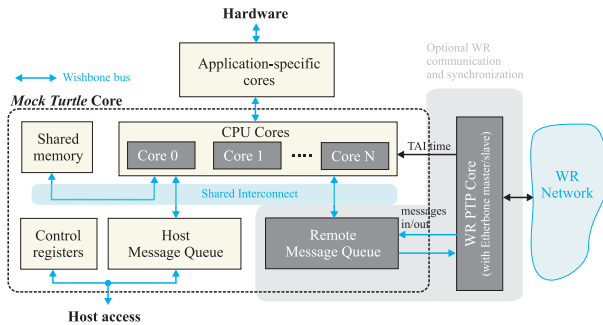 Hardware
Optional WR
communication
and synchronization
Application-specific
cores
Wishbone bus
Mock Turtle Core
CPU Cores
Shared
memory
Core 0
Core 1
Core N
TAI time
WR PTP Core
(with Etherbone master/slave)
WR
Network
Shared Interconnect
messages
in/out
Control
registers
Host
Message Queue
Remote
Message Queue
Host access